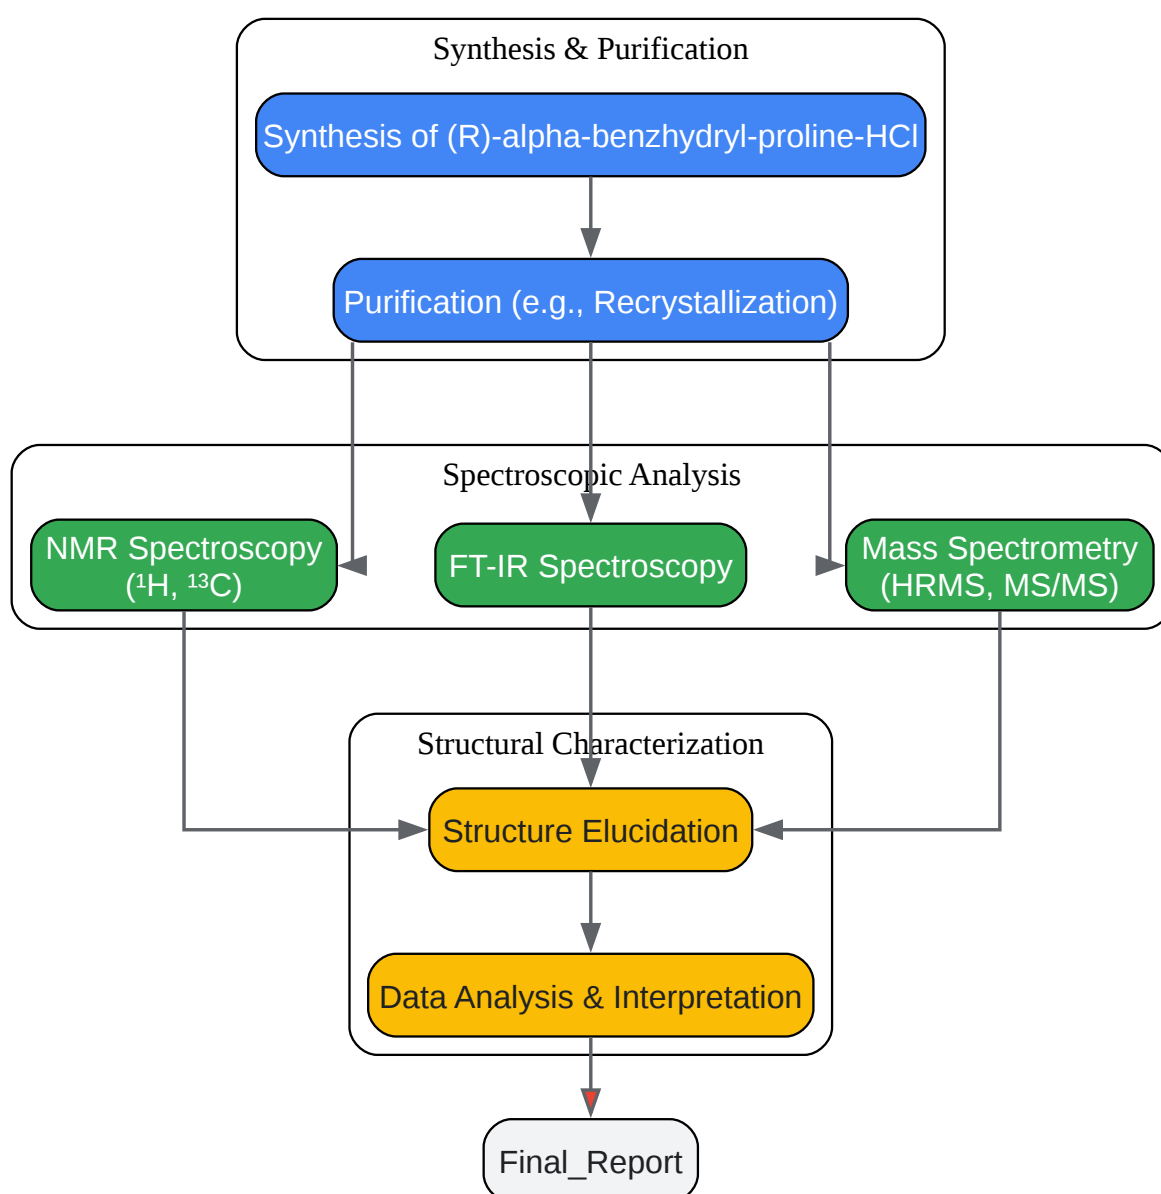 Synthesis & Purification
Synthesis of (R)-alpha-benzhydryl-proline-HCl
Purification (e.g., Recrystallization)
Spectroscopic Analysis
NMR Spectroscopy
(¹H, ¹³C)
FT-IR Spectroscopy
Mass Spectrometry
(HRMS, MS/MS)
Structural Characterization
Structure Elucidation
Data Analysis & Interpretation
Final_Report